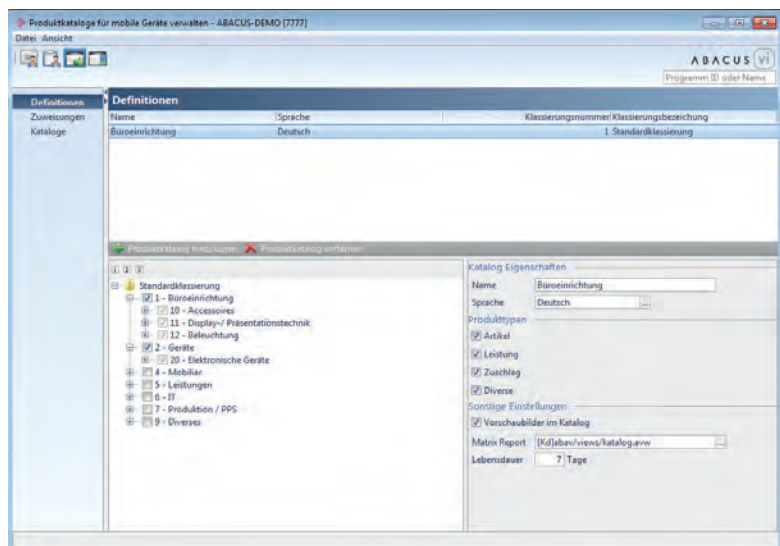 Produktkataloge für mobile Geräte verwalten - ABACUS-DEMO [7777]
Datei Ansicht
ABACUS vi
Programm ID oder Name
Definitionen
Zuweisungen
Kataloge
Definitionen
Name Sprache Klassierungsnummer Klassierungsbezeichung
Büroeinrichtung Deutsch 1 Standardklassierung
Produktkatalog hinzufügen Produktkatalog entfernen
1 2 3
Standardklassierung
1 - Büroeinrichtung
10 - Accessoires
11 - Display-/ Präsentationstechnik
12 - Beleuchtung
2 - Geräte
20 - Elektronische Geräte
4 - Mobiliar
5 - Leistungen
6 - IT
7 - Produktion / PPS
9 - Diverses
Katalog Eigenschaften
Name Büroeinrichtung
Sprache Deutsch ...
Produkttypen
Artikel
Leistung
Zuschlag
Diverse
Sonstige Einstellungen
Vorschaubilder im Katalog
Matrix Report [Kd]abav/views/katalog.avw ...
Lebensdauer 7 Tage